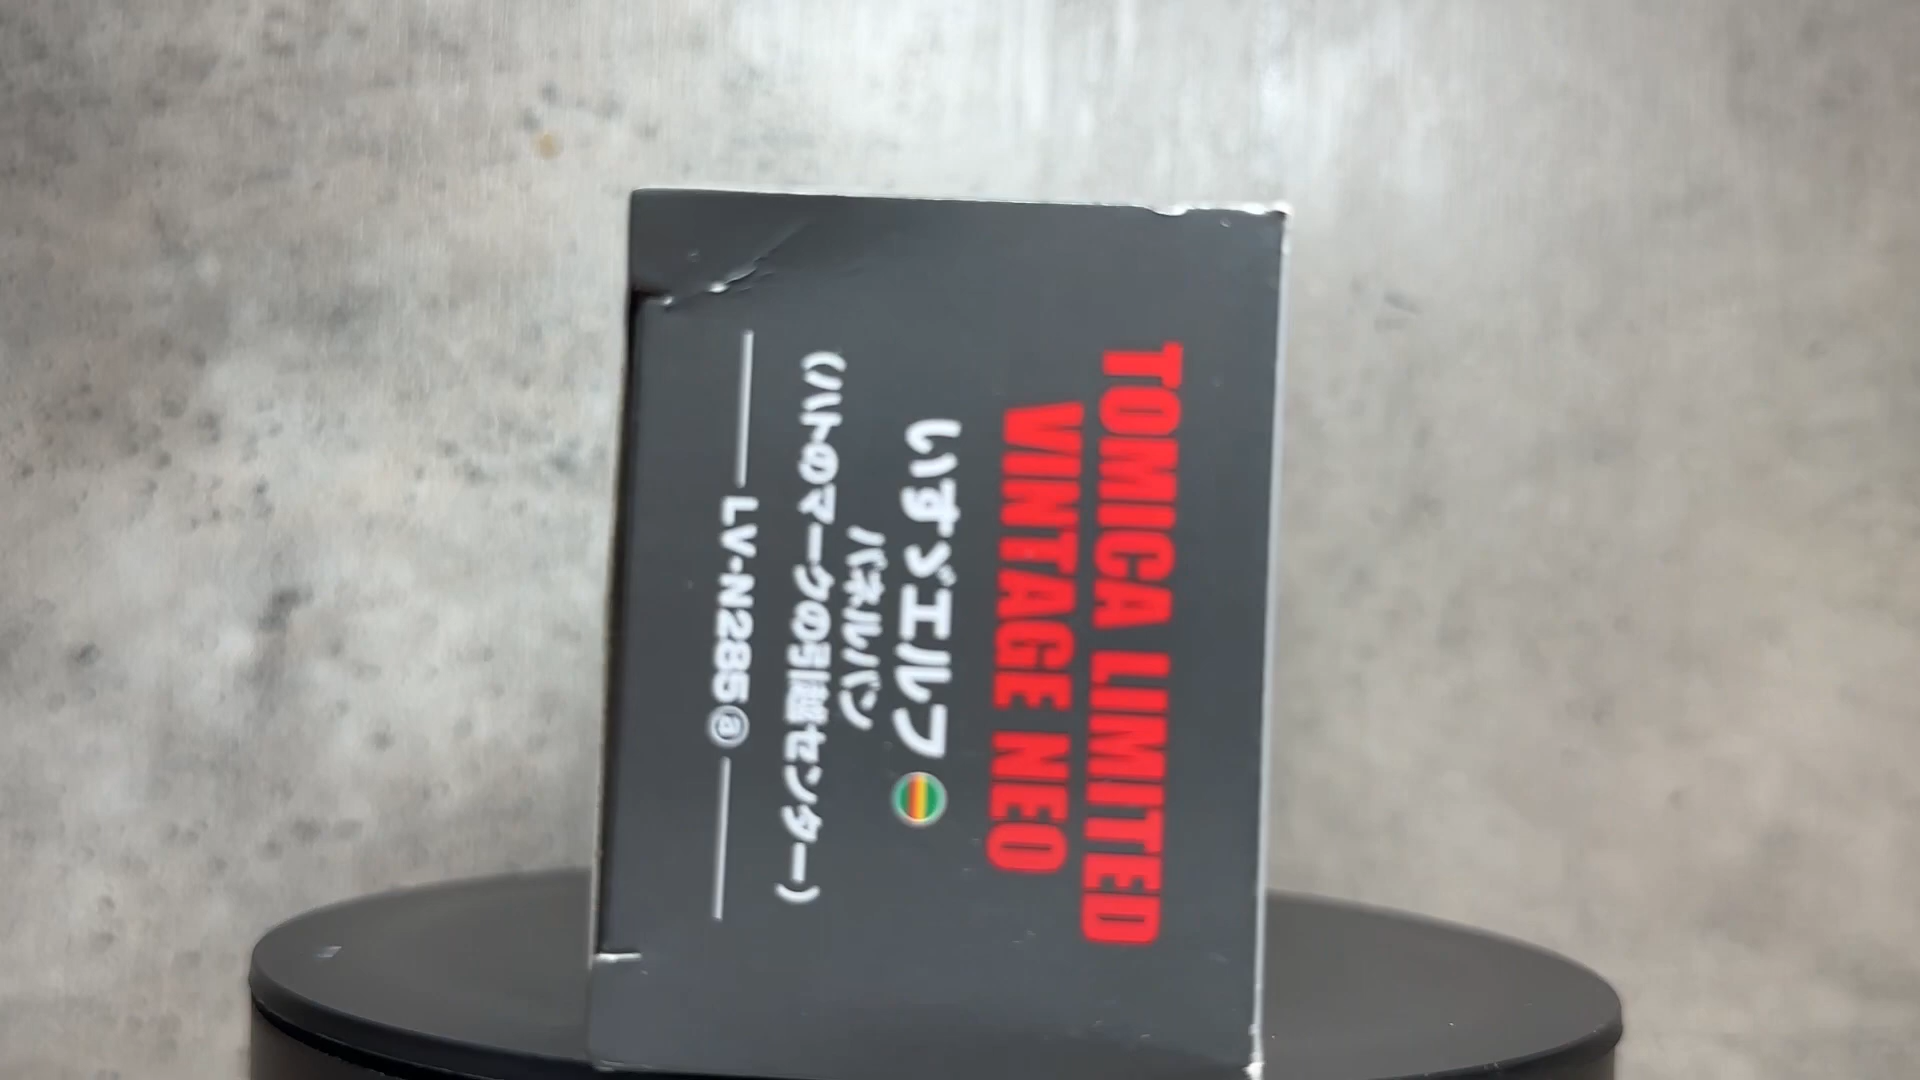 TOMICA LIMITED
VINTAGE NEO
いすゞエルフ
パネルバン
(ハトのマークの引越センター)
LV-N285ⓐ